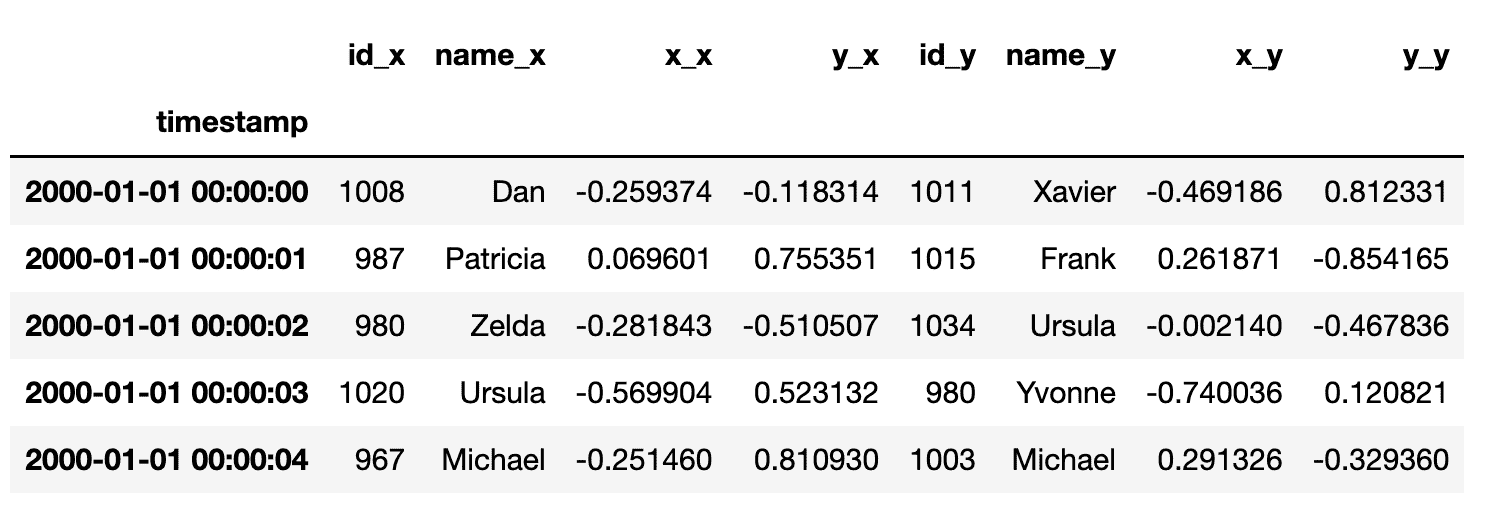 id_x name_x x_x y_x id_y name_y x_y y_y
timestamp
2000-01-01 00:00:00 1008 Dan -0.259374 -0.118314 1011 Xavier -0.469186 0.812331
2000-01-01 00:00:01 987 Patricia 0.069601 0.755351 1015 Frank 0.261871 -0.854165
2000-01-01 00:00:02 980 Zelda -0.281843 -0.510507 1034 Ursula -0.002140 -0.467836
2000-01-01 00:00:03 1020 Ursula -0.569904 0.523132 980 Yvonne -0.740036 0.120821
2000-01-01 00:00:04 967 Michael -0.251460 0.810930 1003 Michael 0.291326 -0.329360